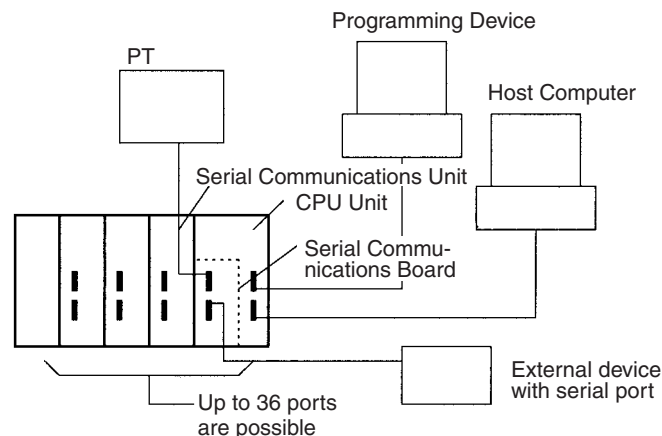 Programming Device
PT
Host Computer
Serial Communications Unit
CPU Unit
Serial Commu-
nications Board
External device
with serial port
Up to 36 ports
are possible